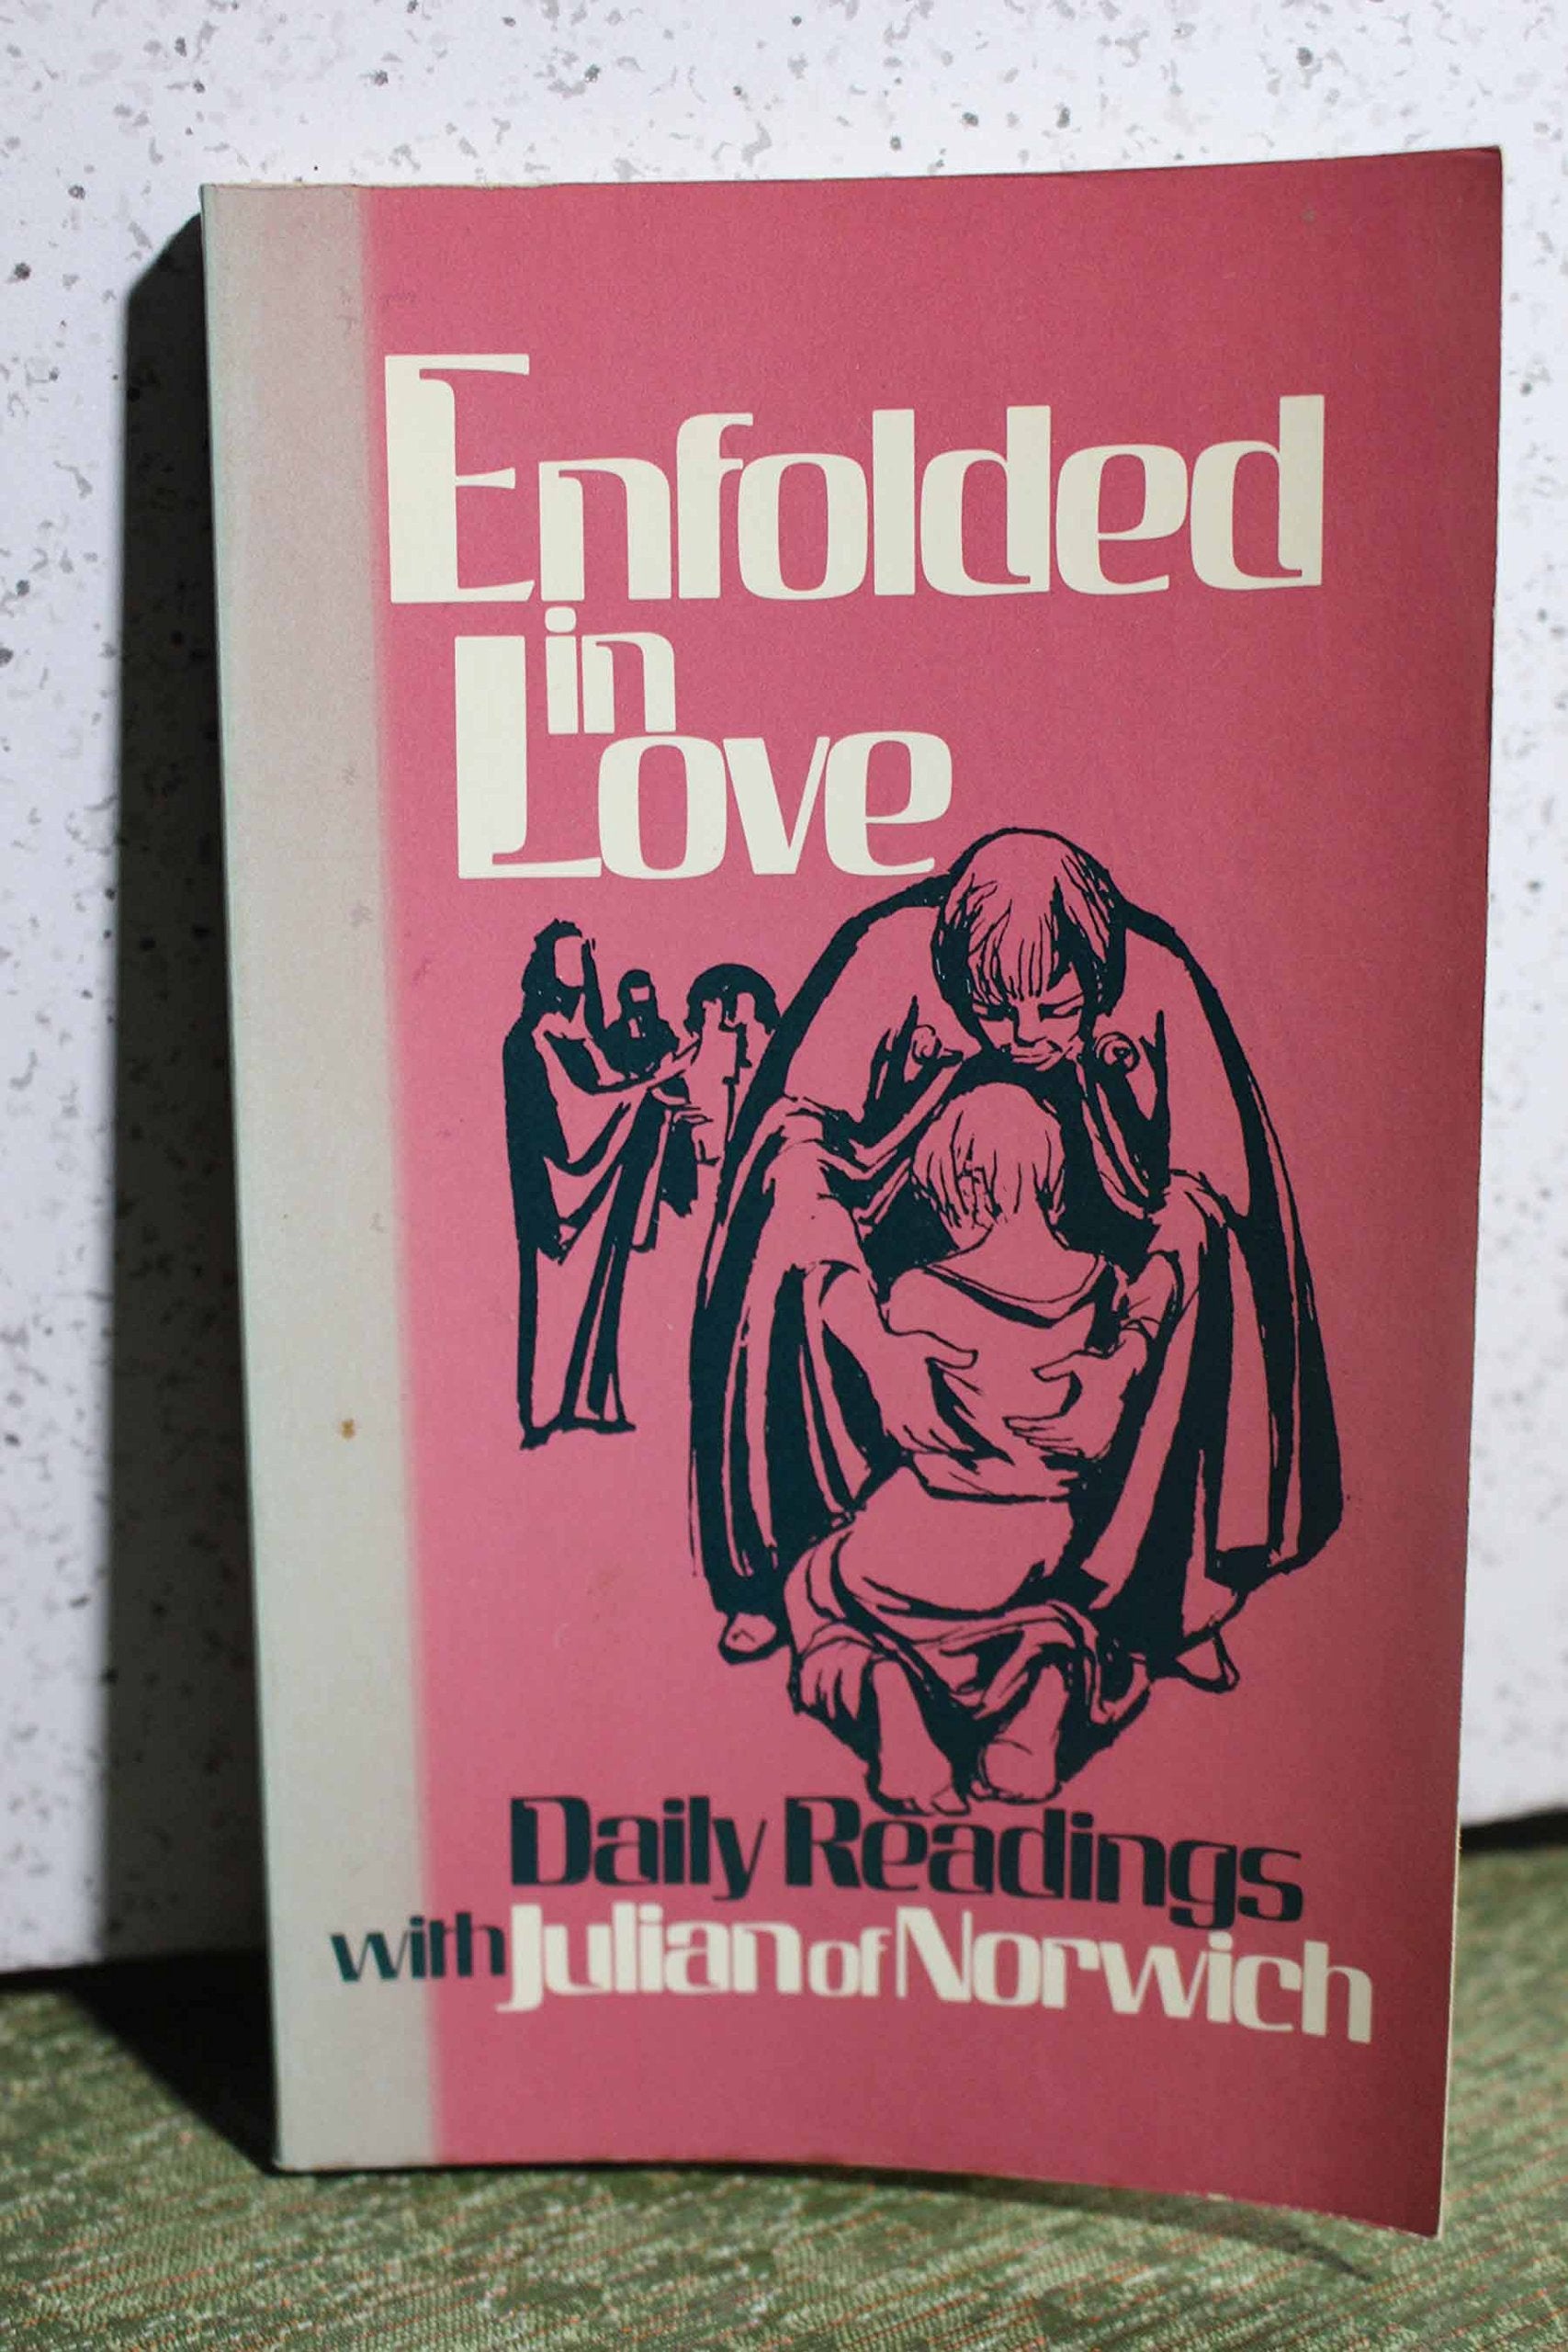 Enfolded
in
Love
Daily Readings
with Julian of Norwich